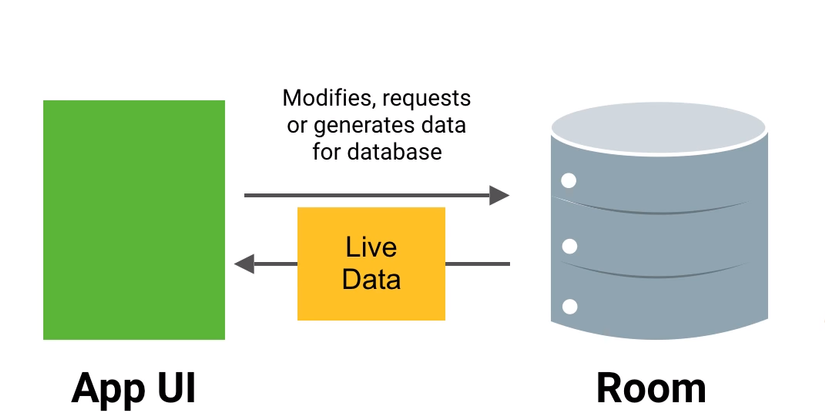 Modifies, requests
or generates data
for database
Live
Data
App UI
Room